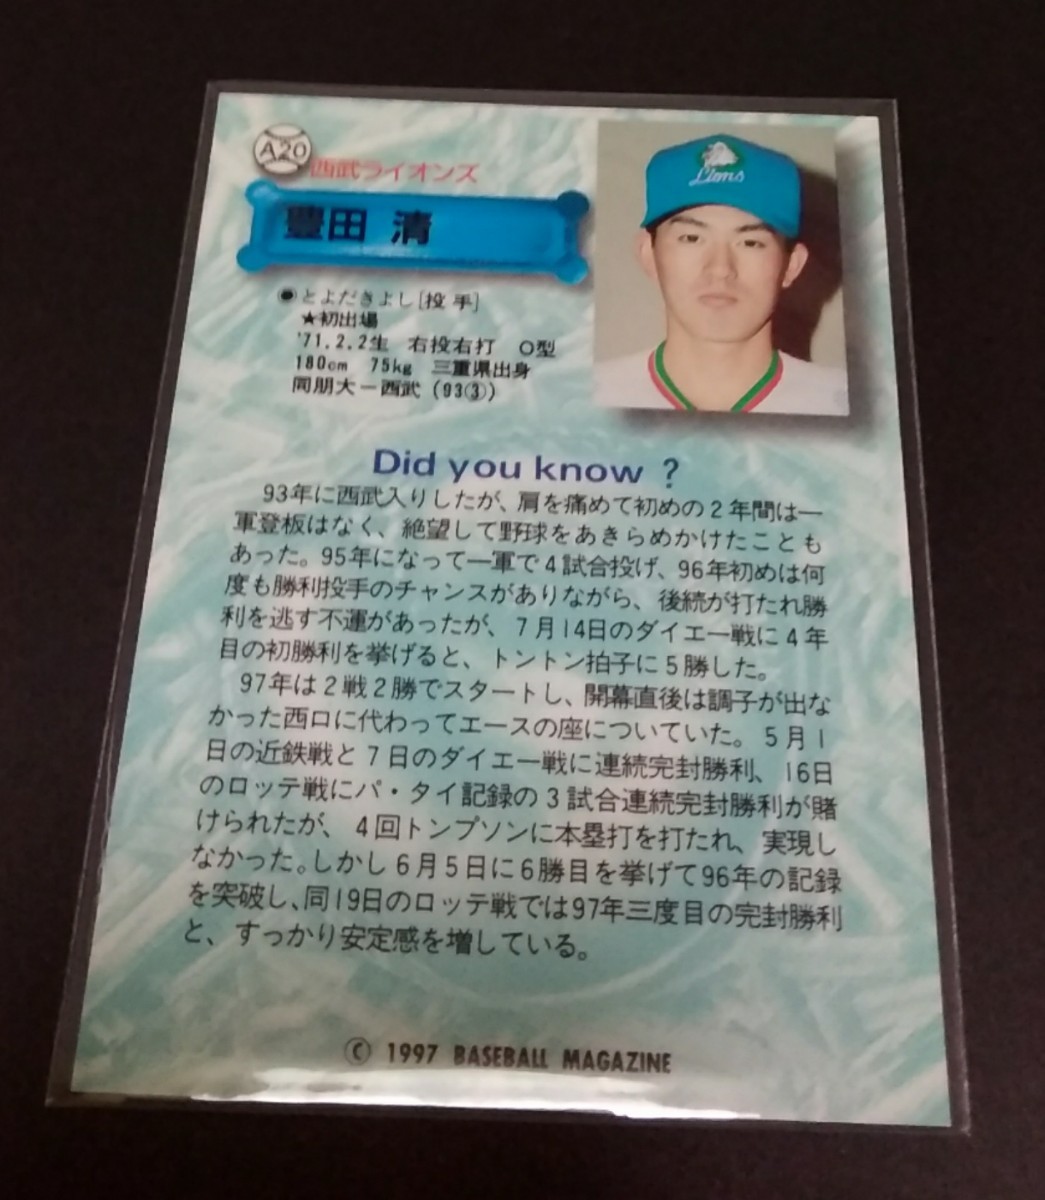 A20
西武ライオンズ
Lions
豊田 清
●とよだきよし[投手]
★初出場
'71.2.2生 右投右打 O型
180cm 75kg 三重県出身
同朋大－西武 (93③)
Did you know ?
93年に西武入りしたが、肩を痛めて初めの2年間は一
軍登板はなく、絶望して野球をあきらめかけたことも
あった。95年になって一軍で4試合投げ、96年初めは何
度も勝利投手のチャンスがありながら、後続が打たれ勝
利を逃す不運があったが、7月14日のダイエー戦に4年
目の初勝利を挙げると、トントン拍子に5勝した。
97年は2戦2勝でスタートし、開幕直後は調子が出な
かった西口に代わってエースの座についていた。5月1
日の近鉄戦と7日のダイエー戦に連続完封勝利、16日
のロッテ戦にパ・タイ記録の3試合連続完封勝利が賭
けられたが、4回トンプソンに本塁打を打たれ、実現し
なかった。しかし6月5日に6勝目を挙げて96年の記録
を突破し、同19日のロッテ戦では97年三度目の完封勝利
と、すっかり安定感を増している。
© 1997 BASEBALL MAGAZINE